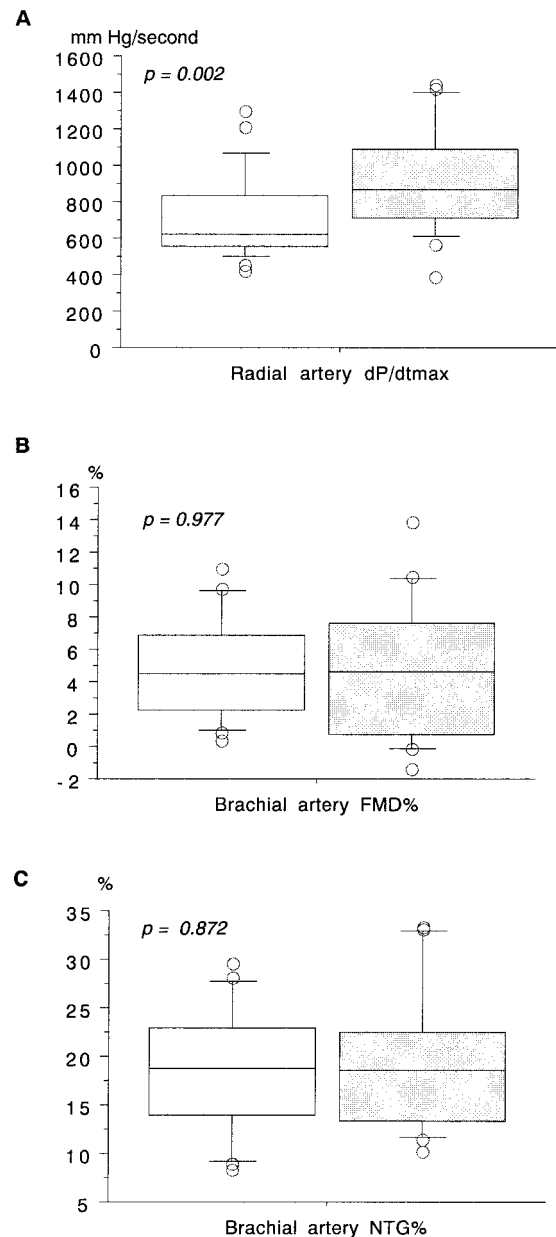 A
mm Hg/second
p = 0.002
1600
1400
1200
1000
800
600
400
200
0
Radial artery dP/dtmax
B
%
p = 0.977
16
14
12
10
8
6
4
2
0
-2
Brachial artery FMD%
C
%
p = 0.872
35
30
25
20
15
10
5
Brachial artery NTG%